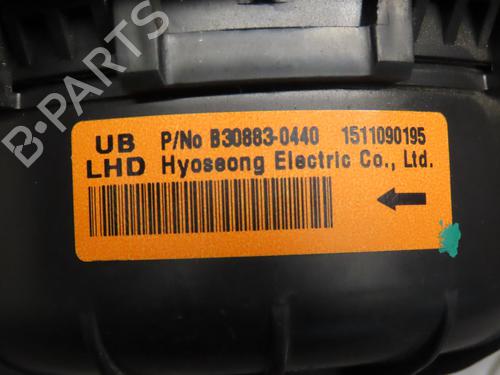 UB P/No B30883-0440 1511090195
LHD Hyoseong Electric Co., Ltd.
B-PARTS